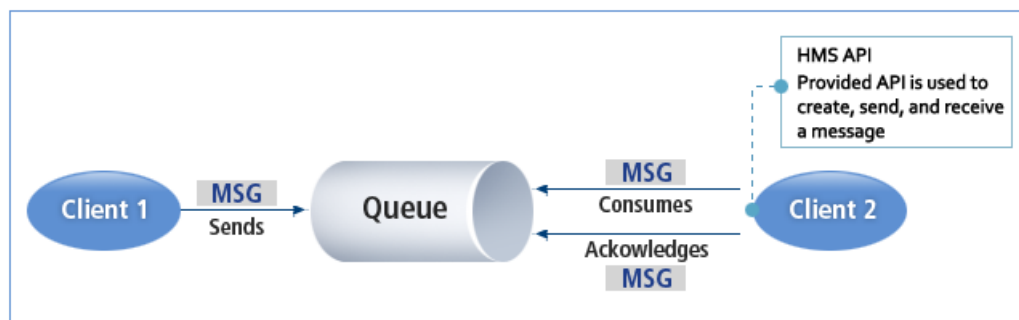 HMS API
Provided API is used to
create, send, and receive
a message
MSG
MSG
Client 1
Queue
Client 2
Sends
Consumes
Ackowledges
MSG